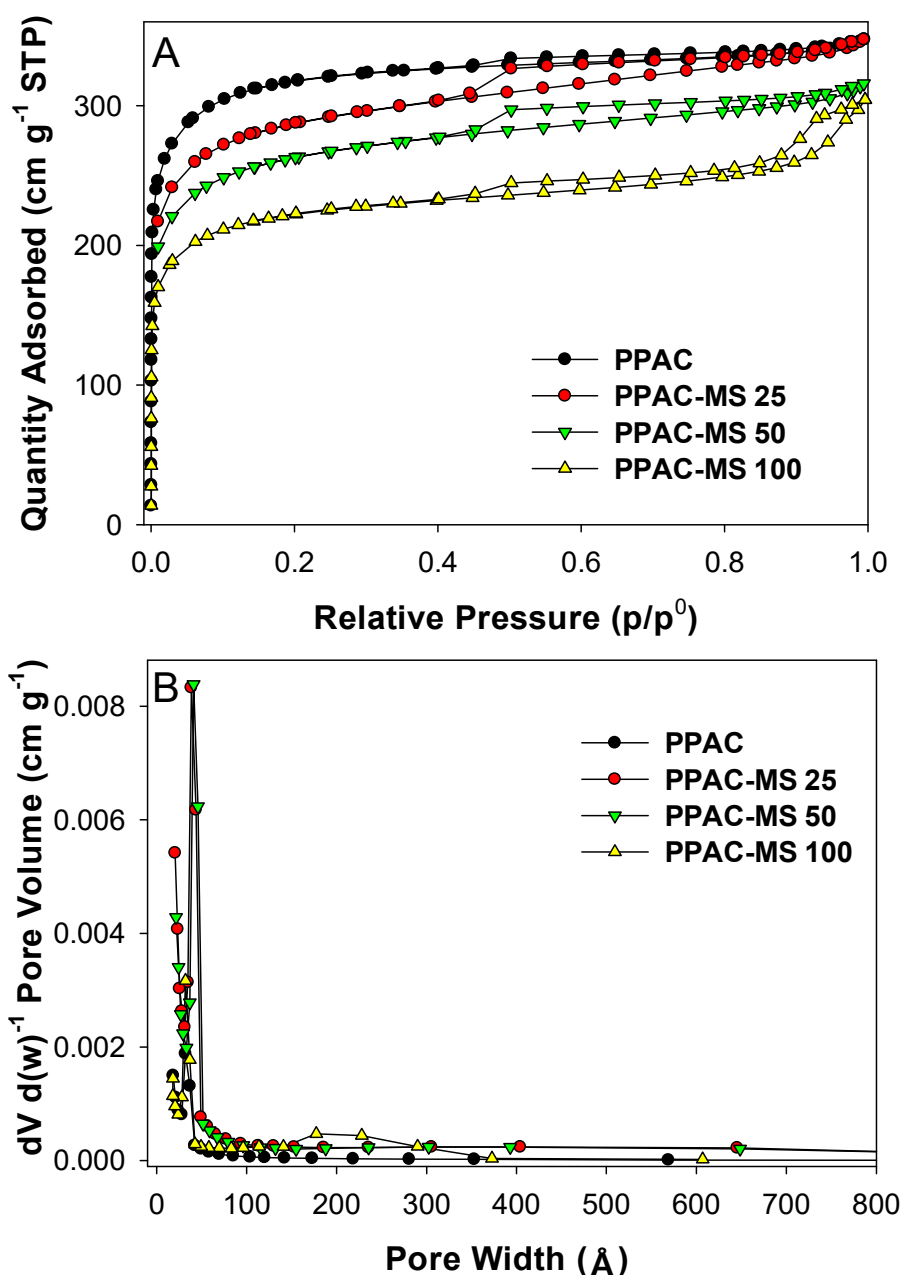 A
Quantity Adsorbed (cm g⁻¹ STP)
300
200
100
0
PPAC
PPAC-MS 25
PPAC-MS 50
PPAC-MS 100
0.0 0.2 0.4 0.6 0.8 1.0
Relative Pressure (p/p⁰)
B
dV d(w)⁻¹ Pore Volume (cm g⁻¹)
0.008
0.006
0.004
0.002
0.000
PPAC
PPAC-MS 25
PPAC-MS 50
PPAC-MS 100
0 100 200 300 400 500 600 700 800
Pore Width (Å)